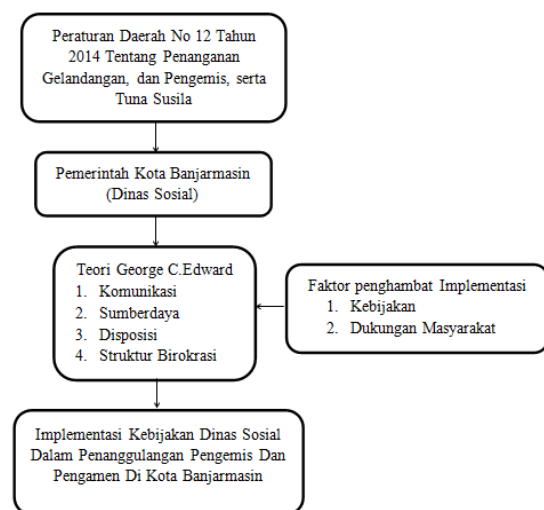 Peraturan Daerah No 12 Tahun
2014 Tentang Penanganan
Gelandangan, dan Pengemis, serta
Tuna Susila
Pemerintah Kota Banjarmasin
(Dinas Sosial)
Teori George C.Edward
1. Komunikasi
2. Sumberdaya
3. Disposisi
4. Struktur Birokrasi
Faktor penghambat Implementasi
1. Kebijakan
2. Dukungan Masyarakat
Implementasi Kebijakan Dinas Sosial
Dalam Penanggulangan Pengemis Dan
Pengamen Di Kota Banjarmasin